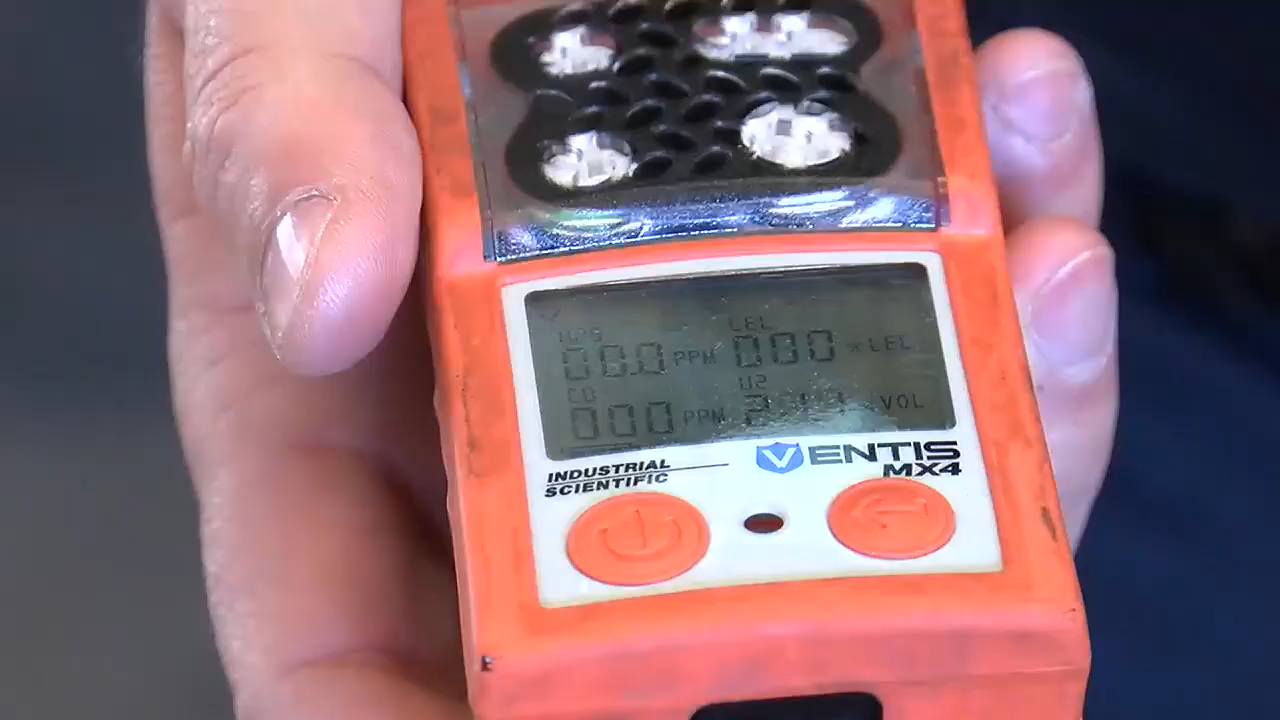 H2S LEL
00.0 PPM 000 % LEL
CO O2
000 PPM % VOL
INDUSTRIAL
SCIENTIFIC
VENTIS
MX4